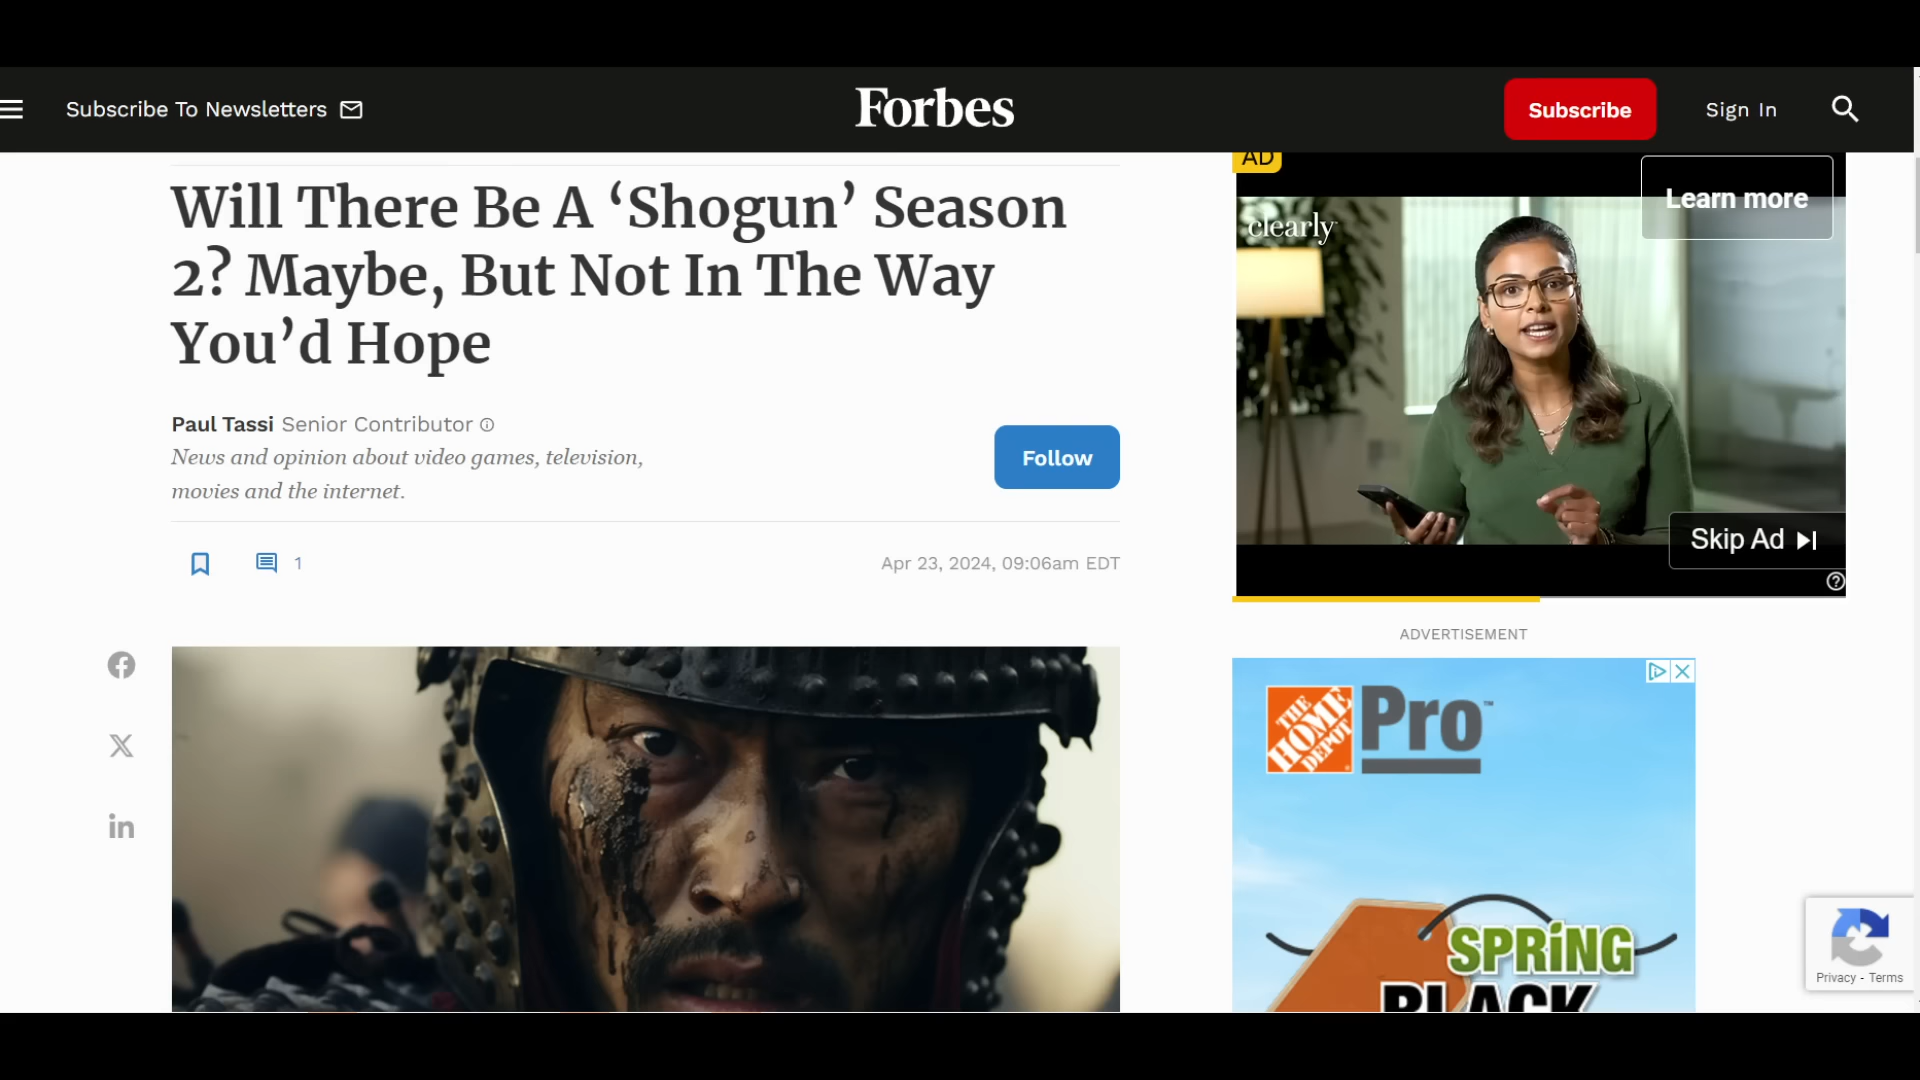 Subscribe To Newsletters
Forbes
Subscribe
Sign In
Will There Be A ‘Shogun’ Season
2? Maybe, But Not In The Way
You’d Hope
Paul Tassi Senior Contributor
News and opinion about video games, television,
movies and the internet.
Follow
1
Apr 23, 2024, 09:06am EDT
AD
Learn more
clearly
Skip Ad
ADVERTISEMENT
THE
HOME
DEPOT
Pro™
SPRiNG
BLACK
Privacy - Terms